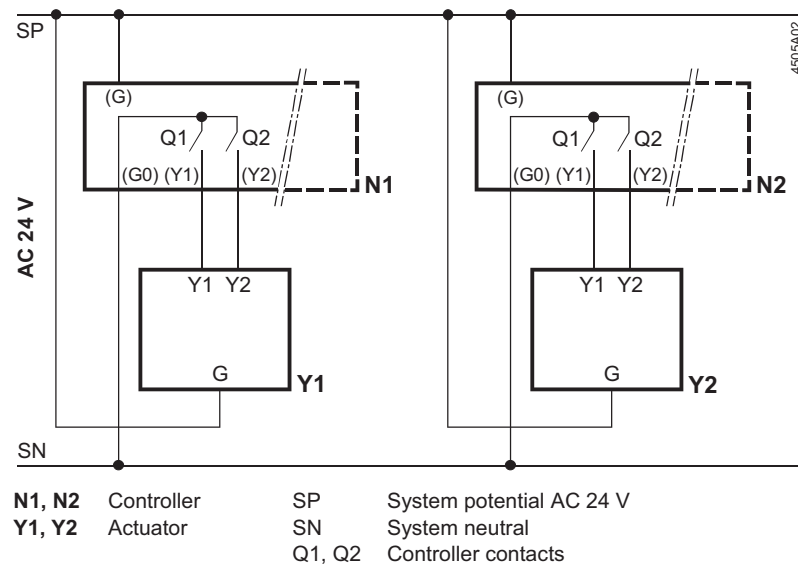 SP
4505A02
(G) (G)
Q1 Q2 Q1 Q2
(G0) (Y1) (Y2) N1 (G0) (Y1) (Y2) N2
AC 24 V
Y1 Y2 Y1 Y2
G Y1 G Y2
SN
N1, N2 Controller SP System potential AC 24 V
Y1, Y2 Actuator SN System neutral
Q1, Q2 Controller contacts